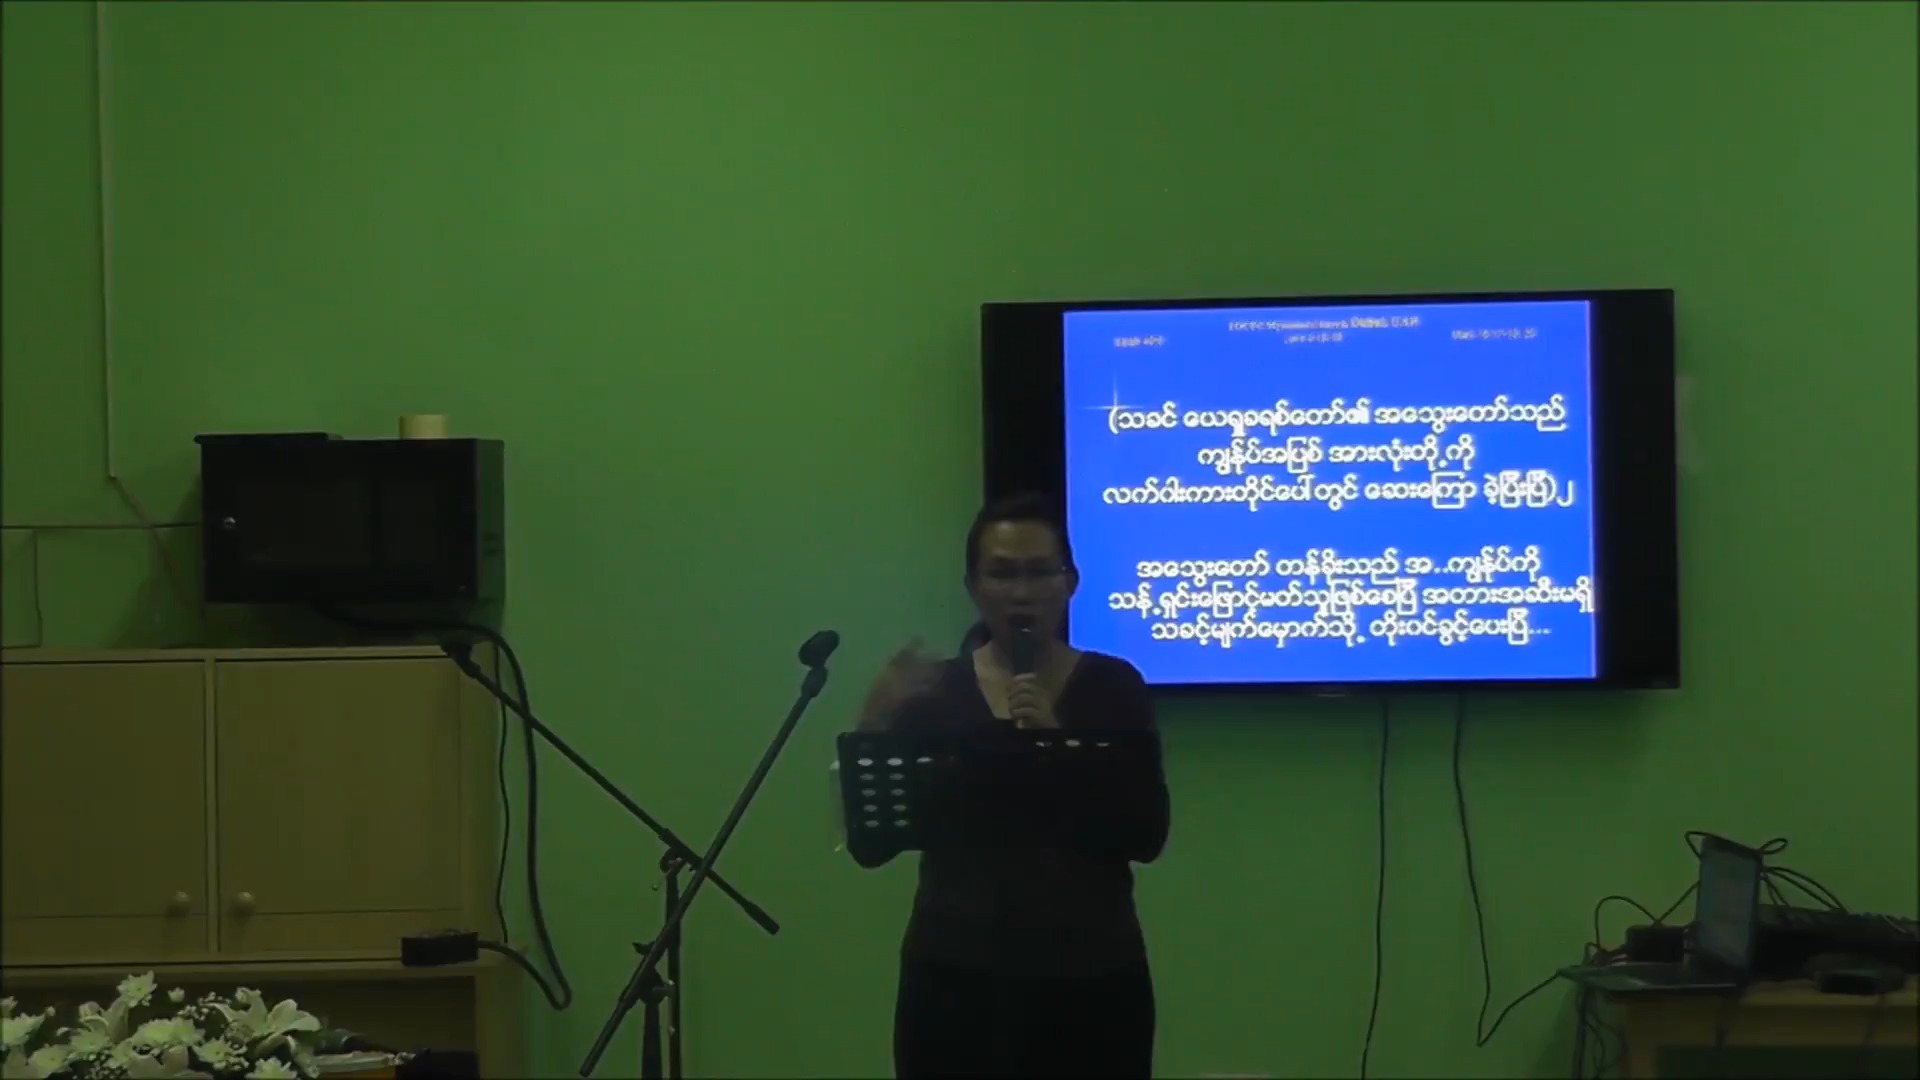 (သခင် ယေရှုခရစ်တော်၏ အသွေးတော်သည်
ကျွန်ုပ်အပြစ် အားလုံးတို့ကို
လက်ဝါးကားတိုင်ပေါ်တွင် ဆေးကြော ခဲ့ပြီးပြီ)၂
အသွေးတော် တန်ခိုးသည် အ..ကျွန်ုပ်ကို
သန့်ရှင်းဖြောင့်မတ်သူဖြစ်စေပြီ အတားအဆီးမရှိ
သခင့်မျက်မှောက်သို့ တိုးဝင်ခွင့်ပေးပြီ...